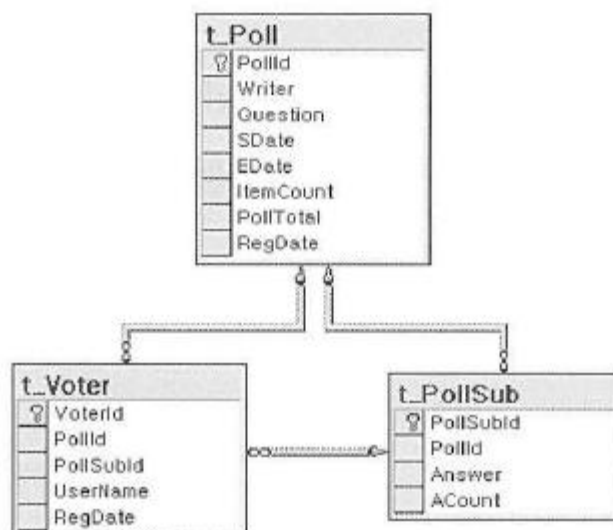 t_Poll
PollId
Writer
Question
SDate
EDate
ItemCount
PollTotal
RegDate
t_Voter
VoterId
PollId
PollSubId
UserName
RegDate
t_PollSub
PollSubId
PollId
Answer
ACount